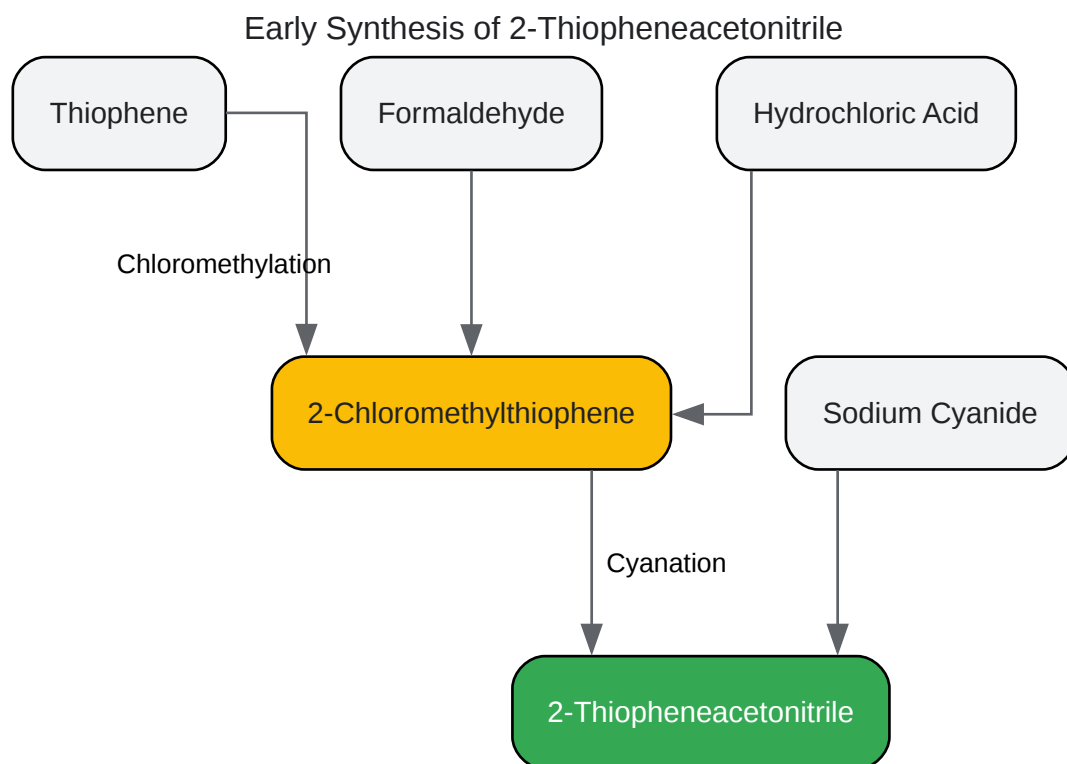 Early Synthesis of 2-Thiopheneacetonitrile
Thiophene
Formaldehyde
Hydrochloric Acid
Chloromethylation
2-Chloromethylthiophene
Sodium Cyanide
Cyanation
2-Thiopheneacetonitrile